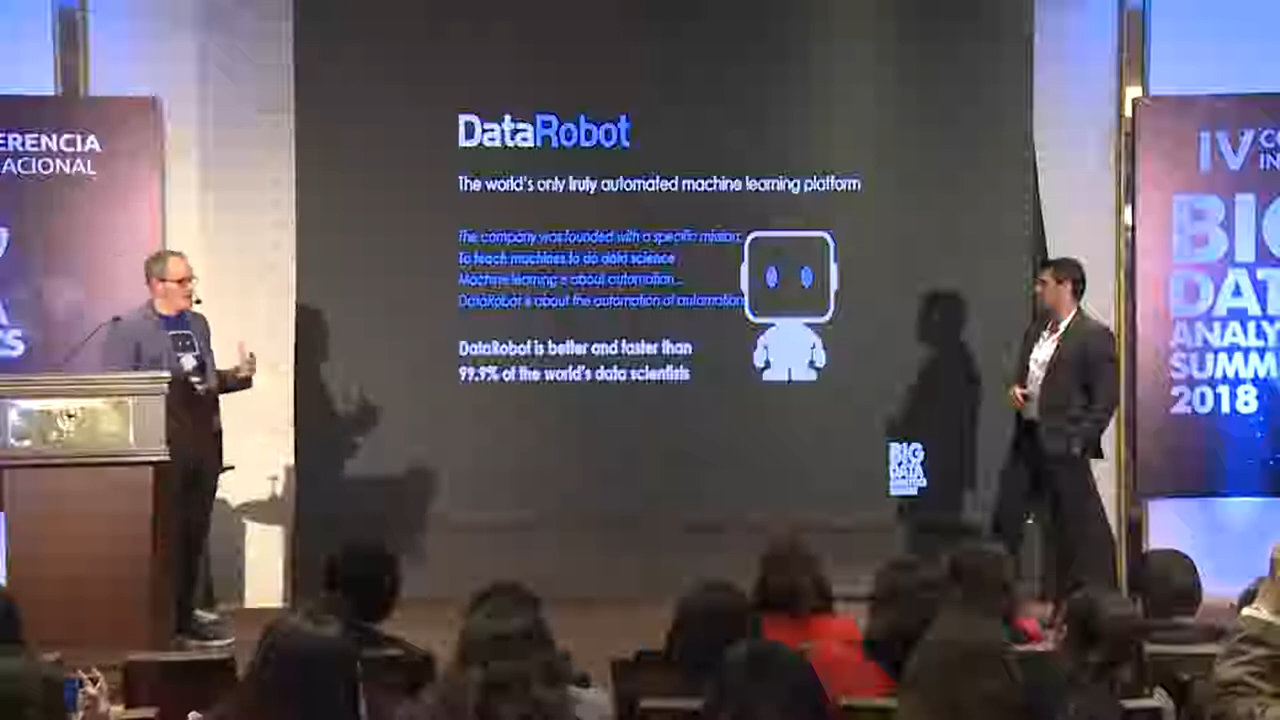 ERENCIA
ACIONAL
A
S
DataRobot
The world's only truly automated machine learning platform
The company was founded with a specific mission:
To teach machines to do data science
Machine learning is about automation...
DataRobot is about the automation of automation
DataRobot is better and faster than
99.9% of the world's data scientists
BIG
DATA
IV CO
IN
BIG
DAT
ANALY
SUMM
2018